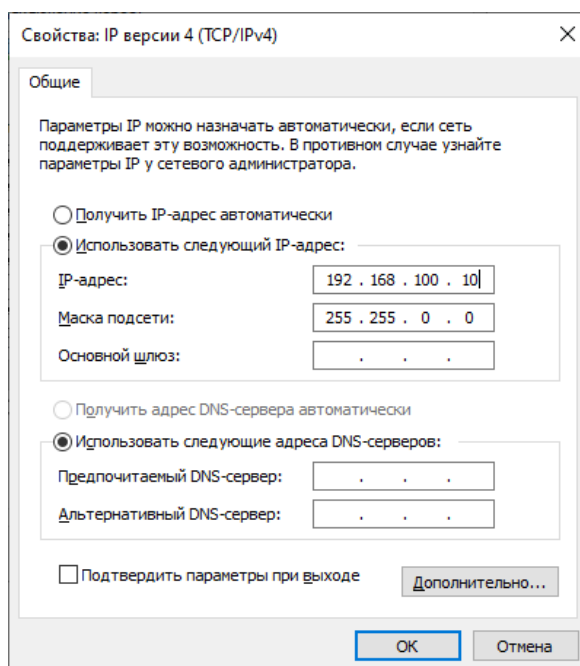 Свойства: IP версии 4 (TCP/IPv4)
Общие
Параметры IP можно назначать автоматически, если сеть
поддерживает эту возможность. В противном случае узнайте
параметры IP у сетевого администратора.
Получить IP-адрес автоматически
Использовать следующий IP-адрес:
IP-адрес: 192 . 168 . 100 . 10
Маска подсети: 255 . 255 . 0 . 0
Основной шлюз: . . .
Получить адрес DNS-сервера автоматически
Использовать следующие адреса DNS-серверов:
Предпочитаемый DNS-сервер: . . .
Альтернативный DNS-сервер: . . .
Подтвердить параметры при выходе
Дополнительно...
ОК Отмена